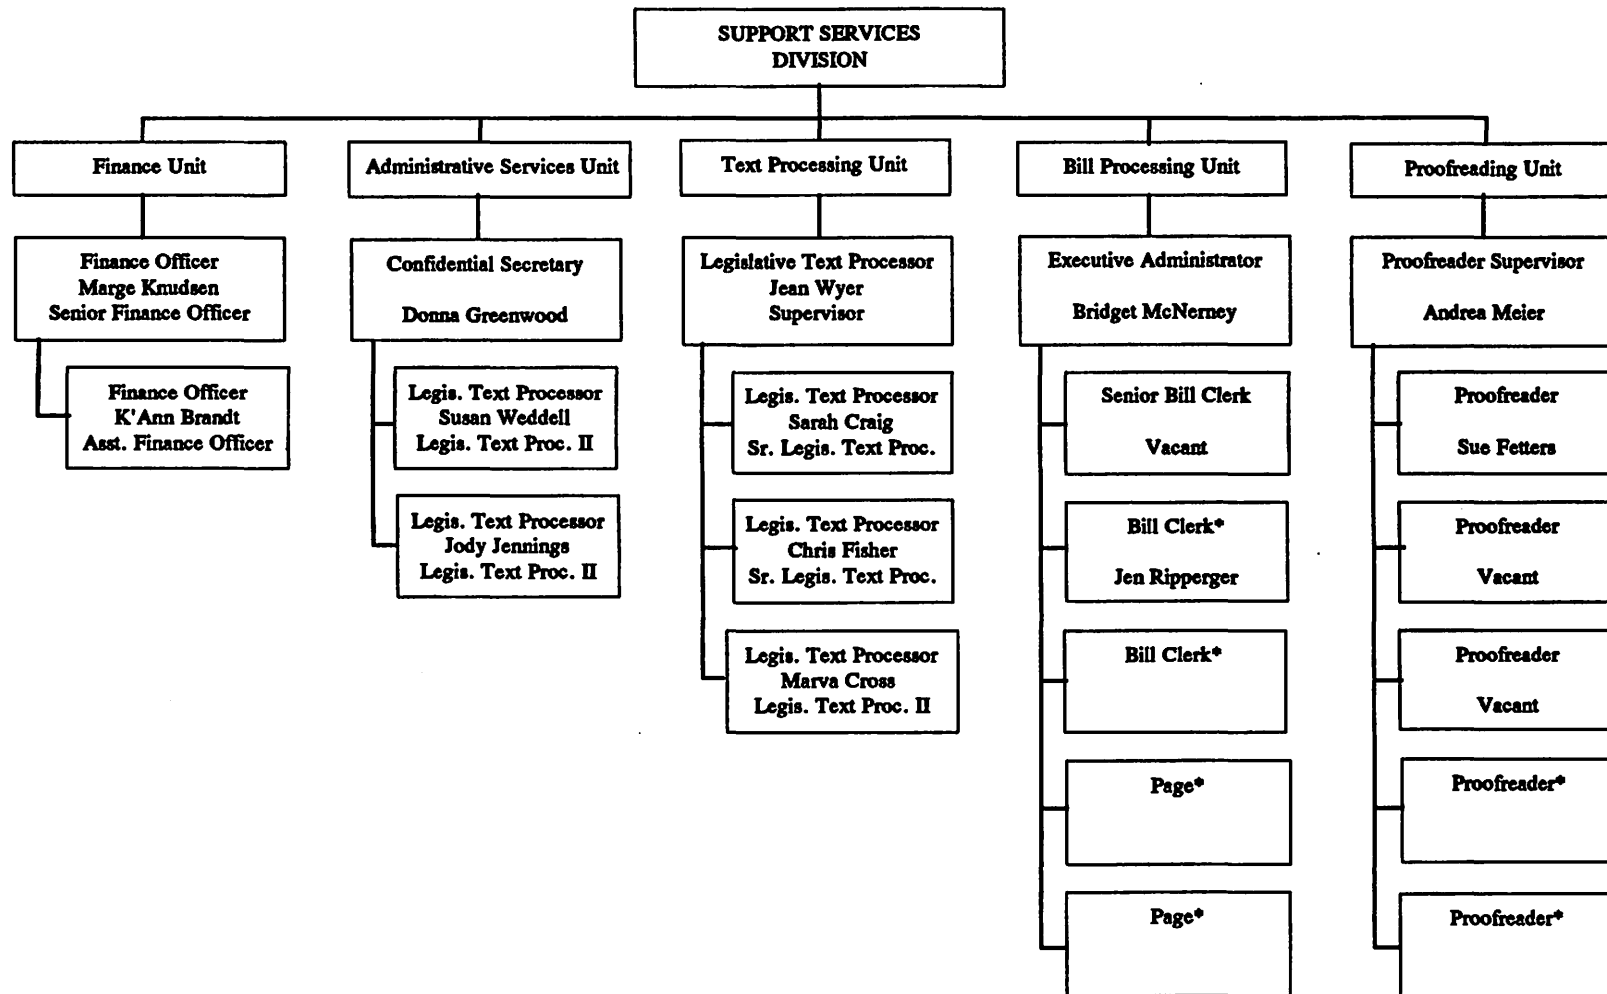 SUPPORT SERVICES
DIVISION
Finance Unit
Finance Officer
Marge Knudsen
Senior Finance Officer
Finance Officer
K'Ann Brandt
Asst. Finance Officer
Administrative Services Unit
Confidential Secretary
Donna Greenwood
Legis. Text Processor
Susan Weddell
Legis. Text Proc. II
Legis. Text Processor
Jody Jennings
Legis. Text Proc. II
Text Processing Unit
Legislative Text Processor
Jean Wyer
Supervisor
Legis. Text Processor
Sarah Craig
Sr. Legis. Text Proc.
Legis. Text Processor
Chris Fisher
Sr. Legis. Text Proc.
Legis. Text Processor
Marva Cross
Legis. Text Proc. II
Bill Processing Unit
Executive Administrator
Bridget McNerney
Senior Bill Clerk
Vacant
Bill Clerk*
Jen Ripperger
Bill Clerk*
Page*
Page*
Proofreading Unit
Proofreader Supervisor
Andrea Meier
Proofreader
Sue Fetters
Proofreader
Vacant
Proofreader
Vacant
Proofreader*
Proofreader*